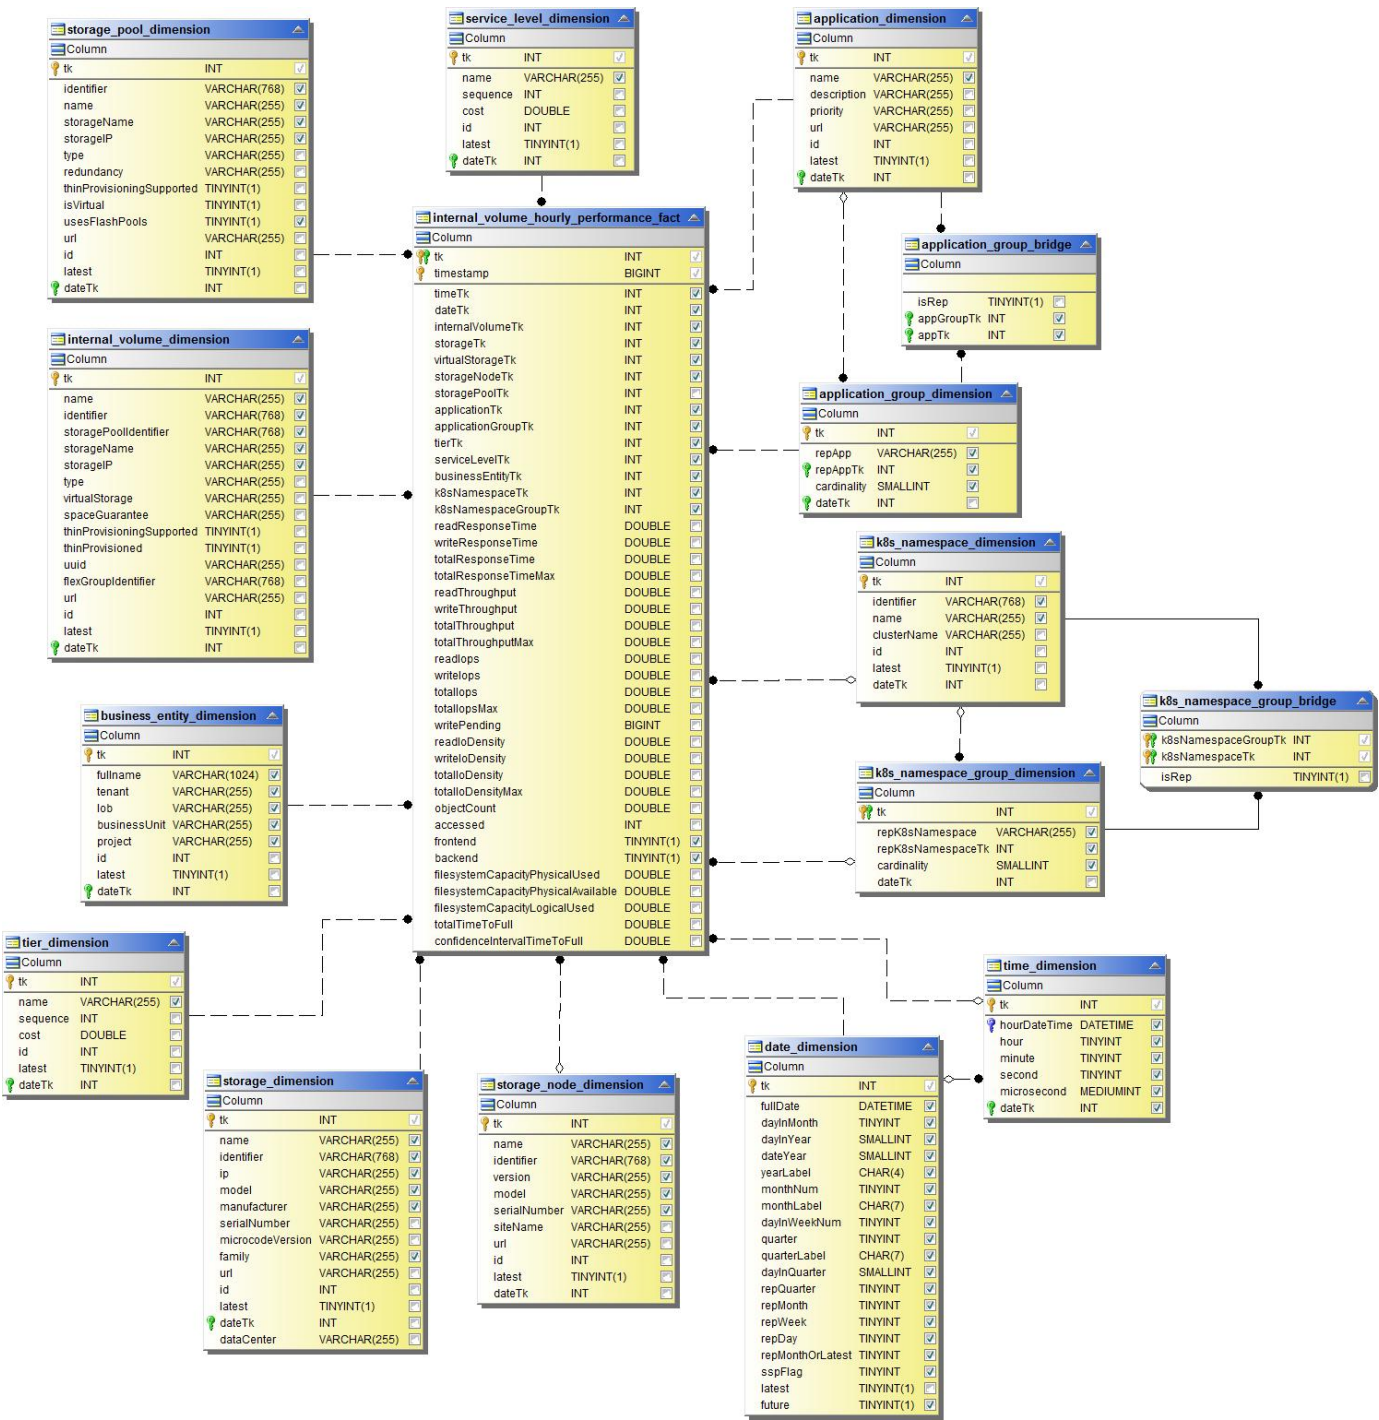 storage_pool_dimension
Column
tk INT
identifier VARCHAR(768)
name VARCHAR(255)
storageName VARCHAR(255)
storageIP VARCHAR(255)
type VARCHAR(255)
redundancy VARCHAR(255)
thinProvisioningSupported TINYINT(1)
isVirtual TINYINT(1)
usesFlashPools TINYINT(1)
url VARCHAR(255)
id INT
latest TINYINT(1)
dateTk INT
service_level_dimension
Column
tk INT
name VARCHAR(255)
sequence INT
cost DOUBLE
id INT
latest TINYINT(1)
dateTk INT
application_dimension
Column
tk INT
name VARCHAR(255)
description VARCHAR(255)
priority VARCHAR(255)
url VARCHAR(255)
id INT
latest TINYINT(1)
dateTk INT
internal_volume_hourly_performance_fact
Column
tk INT
timestamp BIGINT
timeTk INT
dateTk INT
internalVolumeTk INT
storageTk INT
virtualStorageTk INT
storageNodeTk INT
storagePoolTk INT
applicationTk INT
applicationGroupTk INT
tierTk INT
serviceLevelTk INT
businessEntityTk INT
k8sNamespaceTk INT
k8sNamespaceGroupTk INT
readResponseTime DOUBLE
writeResponseTime DOUBLE
totalResponseTime DOUBLE
totalResponseTimeMax DOUBLE
readThroughput DOUBLE
writeThroughput DOUBLE
totalThroughput DOUBLE
totalThroughputMax DOUBLE
readIops DOUBLE
writeIops DOUBLE
totalIops DOUBLE
totalIopsMax DOUBLE
writePending BIGINT
readIoDensity DOUBLE
writeIoDensity DOUBLE
totalIoDensity DOUBLE
totalIoDensityMax DOUBLE
objectCount DOUBLE
accessed INT
frontend TINYINT(1)
backend TINYINT(1)
filesystemCapacityPhysicalUsed DOUBLE
filesystemCapacityPhysicalAvailable DOUBLE
filesystemCapacityLogicalUsed DOUBLE
totalTimeToFull DOUBLE
confidenceIntervalTimeToFull DOUBLE
application_group_bridge
Column
isRep TINYINT(1)
appGroupTk INT
appTk INT
internal_volume_dimension
Column
tk INT
name VARCHAR(255)
identifier VARCHAR(768)
storagePoolIdentifier VARCHAR(768)
storageName VARCHAR(255)
storageIP VARCHAR(255)
type VARCHAR(255)
virtualStorage VARCHAR(255)
spaceGuarantee VARCHAR(255)
thinProvisioningSupported TINYINT(1)
thinProvisioned TINYINT(1)
uuid VARCHAR(255)
flexGroupIdentifier VARCHAR(768)
url VARCHAR(255)
id INT
latest TINYINT(1)
dateTk INT
application_group_dimension
Column
tk INT
repApp VARCHAR(255)
repAppTk INT
cardinality SMALLINT
dateTk INT
k8s_namespace_dimension
Column
tk INT
identifier VARCHAR(768)
name VARCHAR(255)
clusterName VARCHAR(255)
id INT
latest TINYINT(1)
dateTk INT
k8s_namespace_group_bridge
Column
k8sNamespaceGroupTk INT
k8sNamespaceTk INT
isRep TINYINT(1)
business_entity_dimension
Column
tk INT
fullname VARCHAR(1024)
tenant VARCHAR(255)
lob VARCHAR(255)
businessUnit VARCHAR(255)
project VARCHAR(255)
id INT
latest TINYINT(1)
dateTk INT
k8s_namespace_group_dimension
Column
tk INT
repK8sNamespace VARCHAR(255)
repK8sNamespaceTk INT
cardinality SMALLINT
dateTk INT
tier_dimension
Column
tk INT
name VARCHAR(255)
sequence INT
cost DOUBLE
id INT
latest TINYINT(1)
dateTk INT
time_dimension
Column
tk INT
hourDateTime DATETIME
hour TINYINT
minute TINYINT
second TINYINT
microsecond MEDIUMINT
dateTk INT
storage_dimension
Column
tk INT
name VARCHAR(255)
identifier VARCHAR(768)
ip VARCHAR(255)
model VARCHAR(255)
manufacturer VARCHAR(255)
serialNumber VARCHAR(255)
microcodeVersion VARCHAR(255)
family VARCHAR(255)
url VARCHAR(255)
id INT
latest TINYINT(1)
dateTk INT
dataCenter VARCHAR(255)
storage_node_dimension
Column
tk INT
name VARCHAR(255)
identifier VARCHAR(768)
version VARCHAR(255)
model VARCHAR(255)
serialNumber VARCHAR(255)
siteName VARCHAR(255)
url VARCHAR(255)
id INT
latest TINYINT(1)
dateTk INT
date_dimension
Column
tk INT
fullDate DATETIME
dayInMonth TINYINT
dayInYear SMALLINT
dateYear SMALLINT
yearLabel CHAR(4)
monthNum TINYINT
monthLabel CHAR(7)
dayInWeekNum TINYINT
quarter TINYINT
quarterLabel CHAR(7)
dayInQuarter SMALLINT
repQuarter TINYINT
repMonth TINYINT
repWeek TINYINT
repDay TINYINT
repMonthOrLatest TINYINT
sspFlag TINYINT
latest TINYINT(1)
future TINYINT(1)